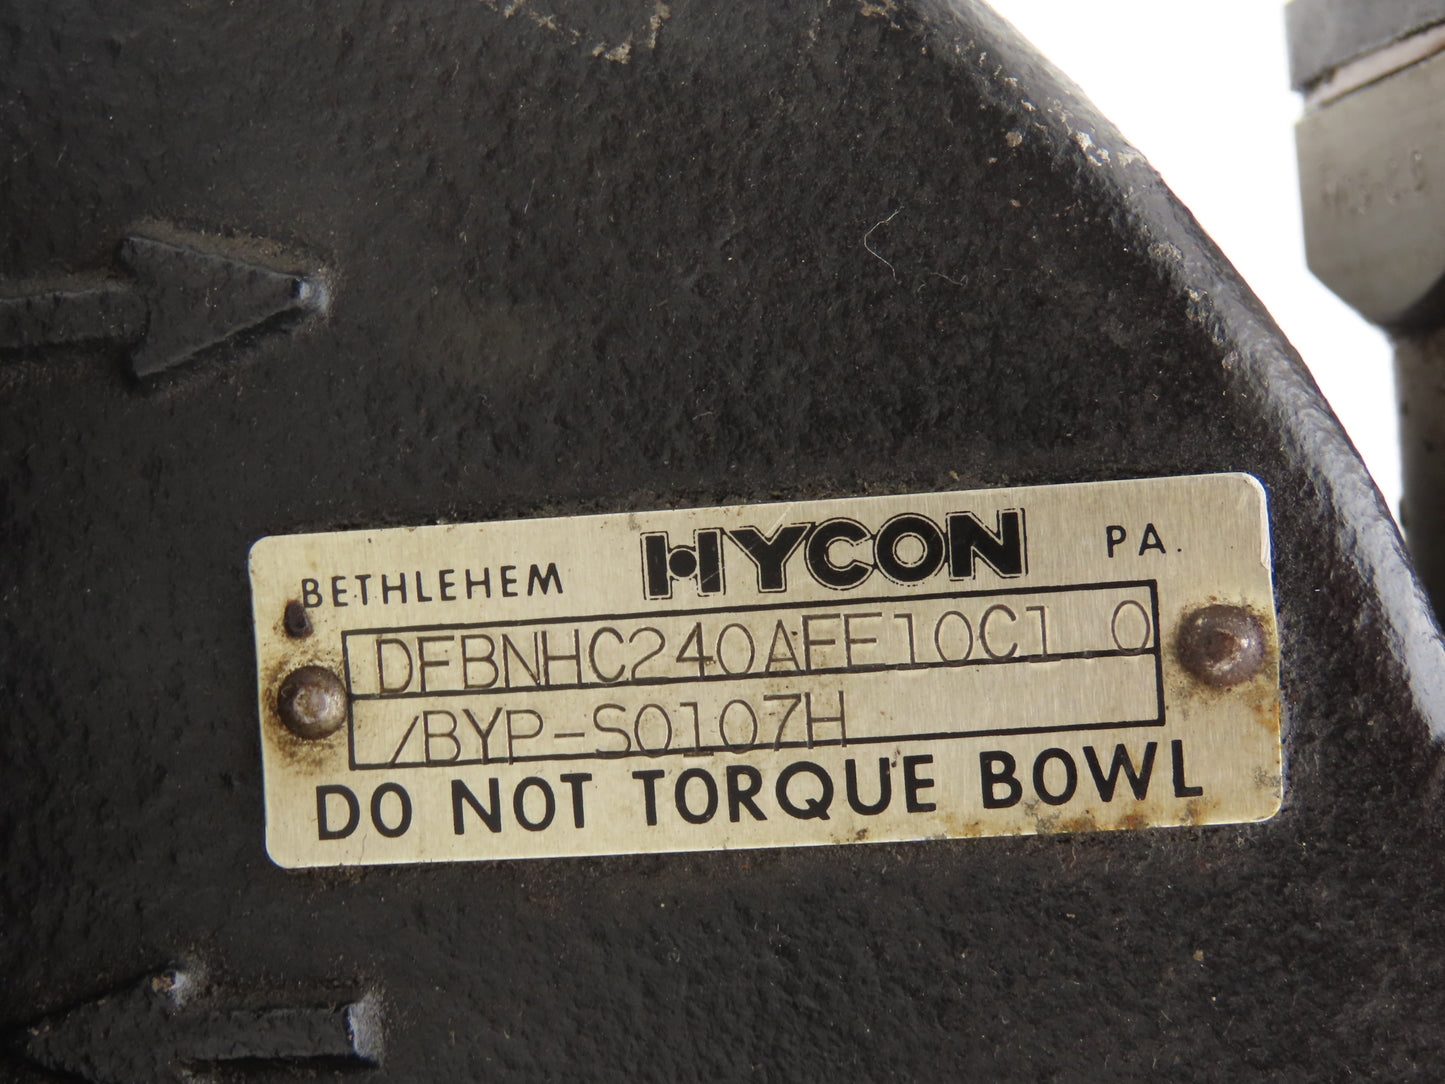 BETHLEHEM HYCON PA.
DFBNHC240AFE10C1 0
/BYP-S0107H
DO NOT TORQUE BOWL